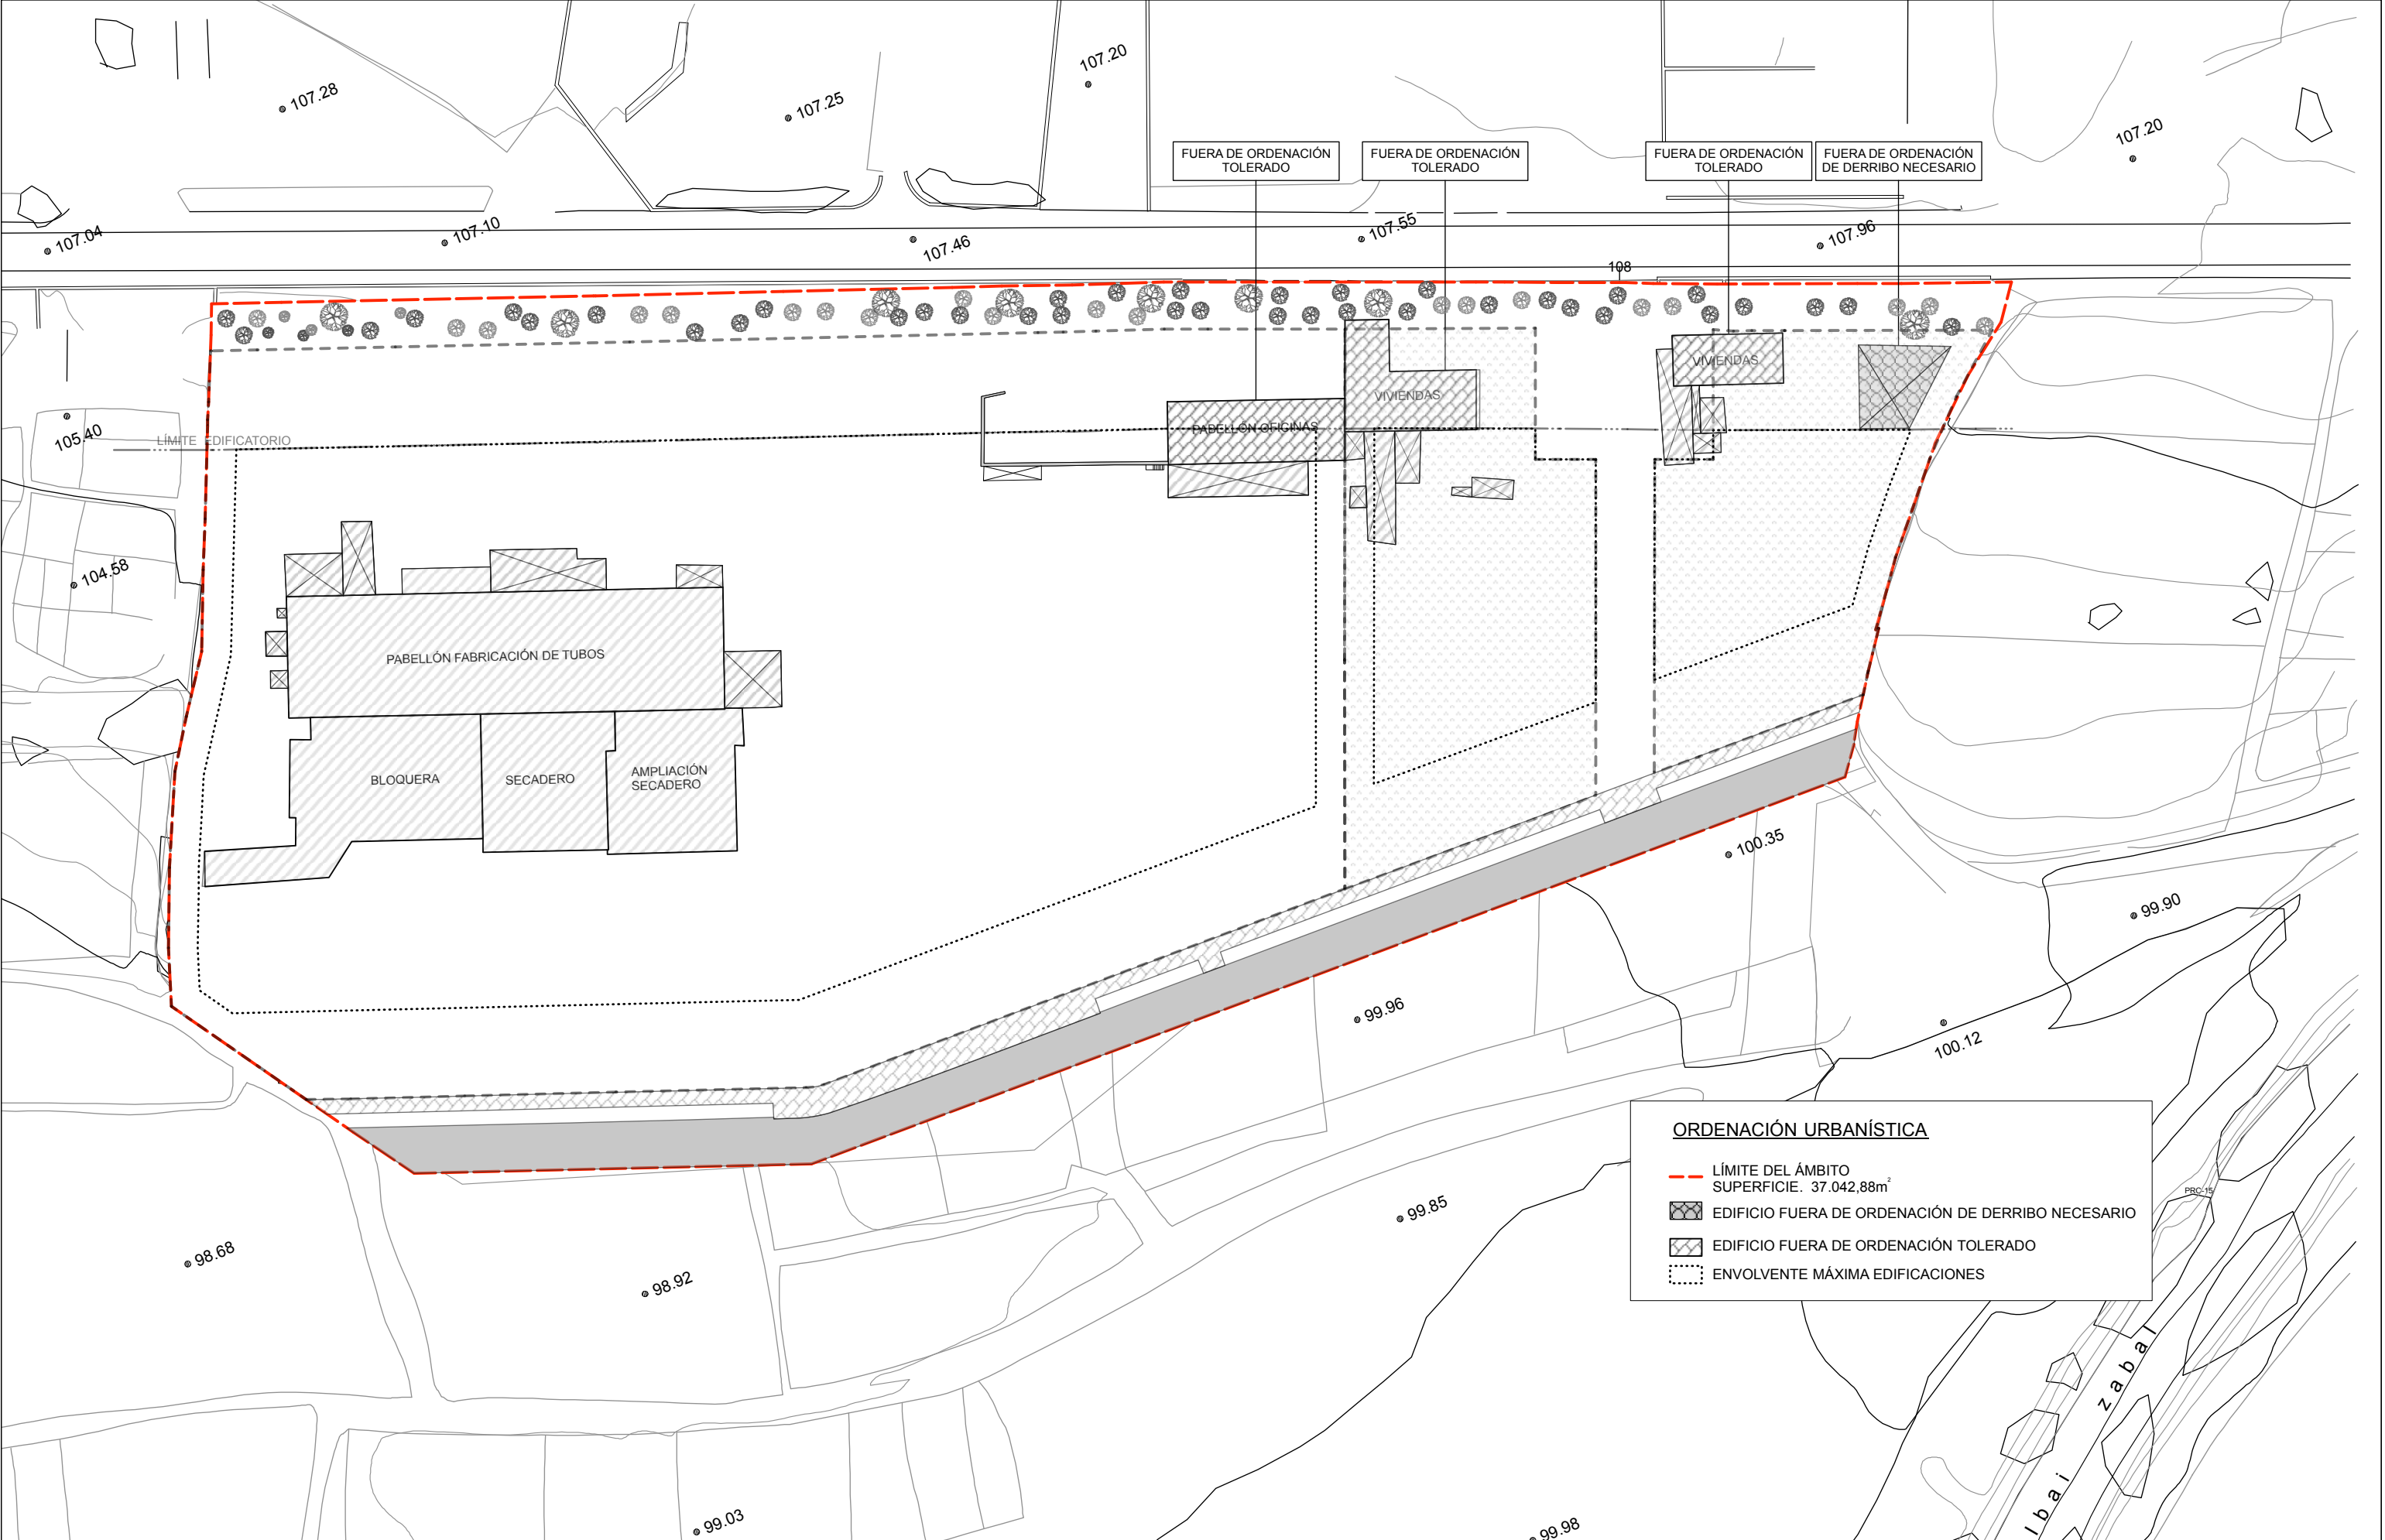 107.20
107.28
107.25
107.20
FUERA DE ORDENACIÓN
TOLERADO
FUERA DE ORDENACIÓN
TOLERADO
FUERA DE ORDENACIÓN
TOLERADO
FUERA DE ORDENACIÓN
DE DERRIBO NECESARIO
107.04
107.10
107.46
107.55
107.96
108
VIVIENDAS
VIVIENDAS
PABELLÓN OFICINAS
105.40
LÍMITE EDIFICATORIO
104.58
PABELLÓN FABRICACIÓN DE TUBOS
BLOQUERA
SECADERO
AMPLIACIÓN
SECADERO
100.35
99.90
99.96
100.12
ORDENACIÓN URBANÍSTICA
LÍMITE DEL ÁMBITO
SUPERFICIE. 37.042,88m²
EDIFICIO FUERA DE ORDENACIÓN DE DERRIBO NECESARIO
EDIFICIO FUERA DE ORDENACIÓN TOLERADO
ENVOLVENTE MÁXIMA EDIFICACIONES
PRC-15
99.85
98.68
98.92
zabal
Ibai
99.03
99.98